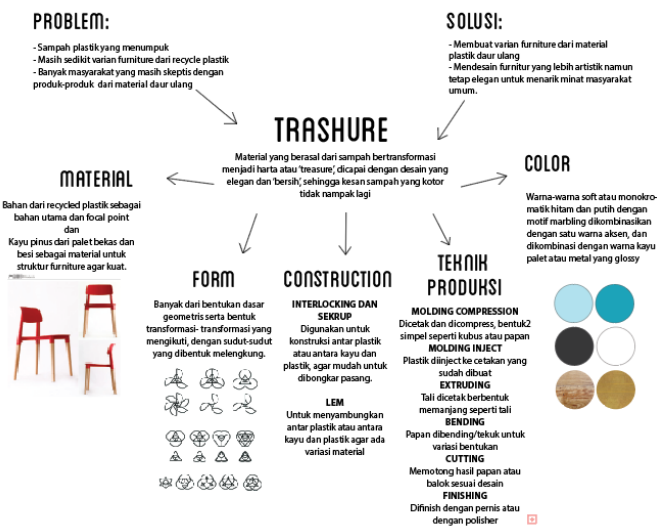 PROBLEM:
- Sampah plastik yang menumpuk
- Masih sedikit varian furniture dari recycle plastik
- Banyak masyarakat yang masih skeptis dengan
produk-produk dari material daur ulang
SOLUSI:
- Membuat varian furniture dari material
plastik daur ulang
- Mendesain furnitur yang lebih artistik namun
tetap elegan untuk menarik minat masyarakat
umum.
TRASHURE
Material yang berasal dari sampah bertransformasi
menjadi harta atau 'treasure', dicapai dengan desain yang
elegan dan 'bersih', sehingga kesan sampah yang kotor
tidak nampak lagi
MATERIAL
Bahan dari recycled plastik sebagai
bahan utama dan focal point
dan
Kayu pinus dari palet bekas dan
besi sebagai material untuk
struktur furniture agar kuat.
FORM
Banyak dari bentukan dasar
geometris serta bentuk
transformasi- transformasi yang
mengikuti, dengan sudut-sudut
yang dibentuk melengkung.
CONSTRUCTION
INTERLOCKING DAN
SEKRUP
Digunakan untuk
konstruksi antar plastik
atau antara kayu dan
plastik, agar mudah untuk
dibongkar pasang.
LEM
Untuk menyambungkan
antar plastik atau antara
kayu dan plastik agar ada
variasi material
TEKNIK
PRODUKSI
MOLDING COMPRESSION
Dicetak dan dicompress, bentuk2
simpel seperti kubus atau papan
MOLDING INJECT
Plastik diinject ke cetakan yang
sudah dibuat
EXTRUDING
Tali dicetak berbentuk
memanjang seperti tali
BENDING
Papan dibending/tekuk untuk
variasi bentukan
CUTTING
Memotong hasil papan atau
balok sesuai desain
FINISHING
Difinish dengan pernis atau
dengan polisher
COLOR
Warna-warna soft atau monokro-
matik hitam dan putih dengan
motif marbling dikombinasikan
dengan satu warna aksen, dan
dikombinasi dengan warna kayu
palet atau metal yang glossy